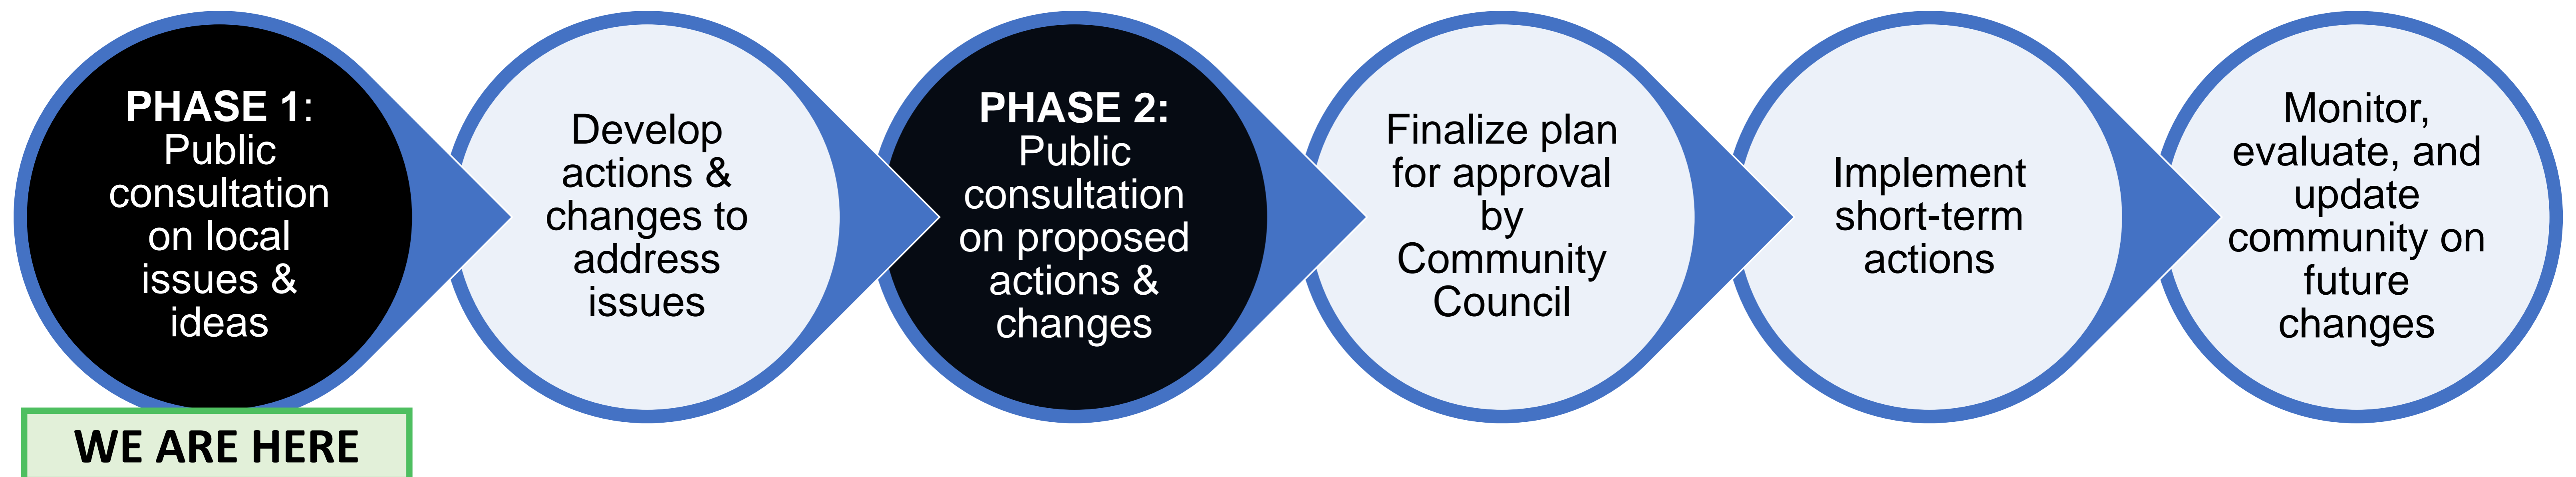 PHASE 1:
Public
consultation
on local
issues &
ideas
WE ARE HERE
Develop
actions &
changes to
address
issues
PHASE 2:
Public
consultation
on proposed
actions &
changes
Finalize plan
for approval
by
Community
Council
Implement
short-term
actions
Monitor,
evaluate, and
update
community on
future
changes